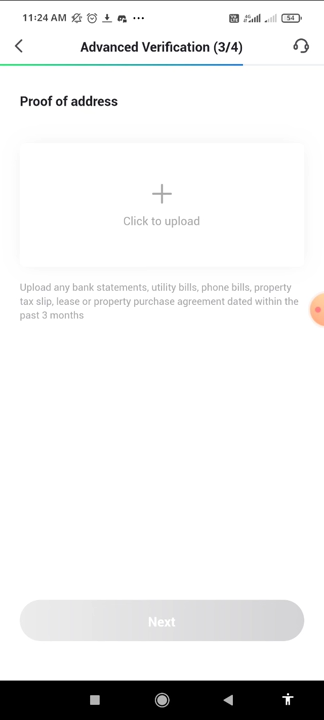 11:24 AM
54
Advanced Verification (3/4)
Proof of address
Click to upload
Upload any bank statements, utility bills, phone bills, property
tax slip, lease or property purchase agreement dated within the
past 3 months
Next